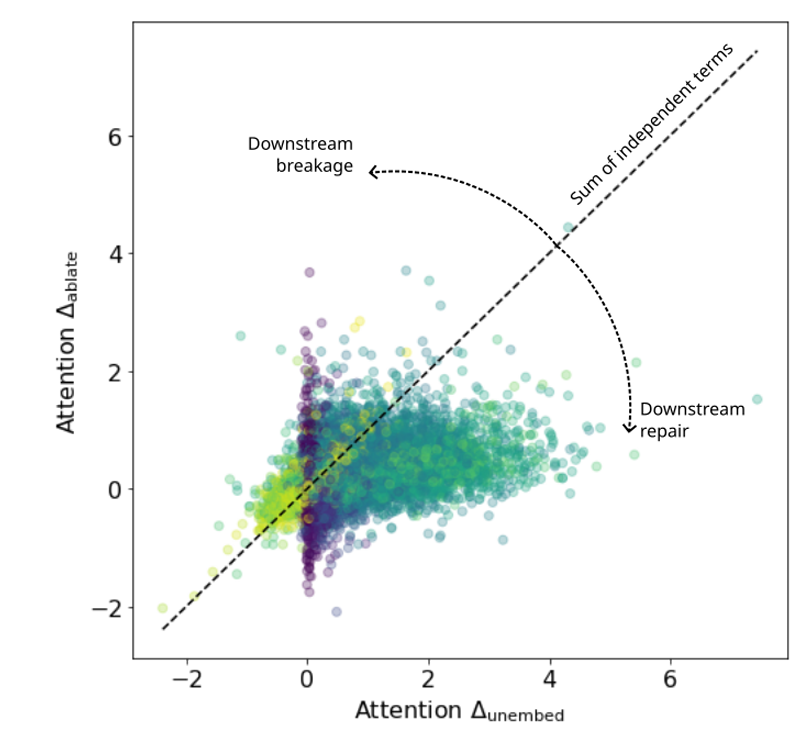 Downstream
breakage
Sum of independent terms
Downstream
repair
6
4
2
0
−2
Attention Δablate
−2
0
2
4
6
Attention Δunembed